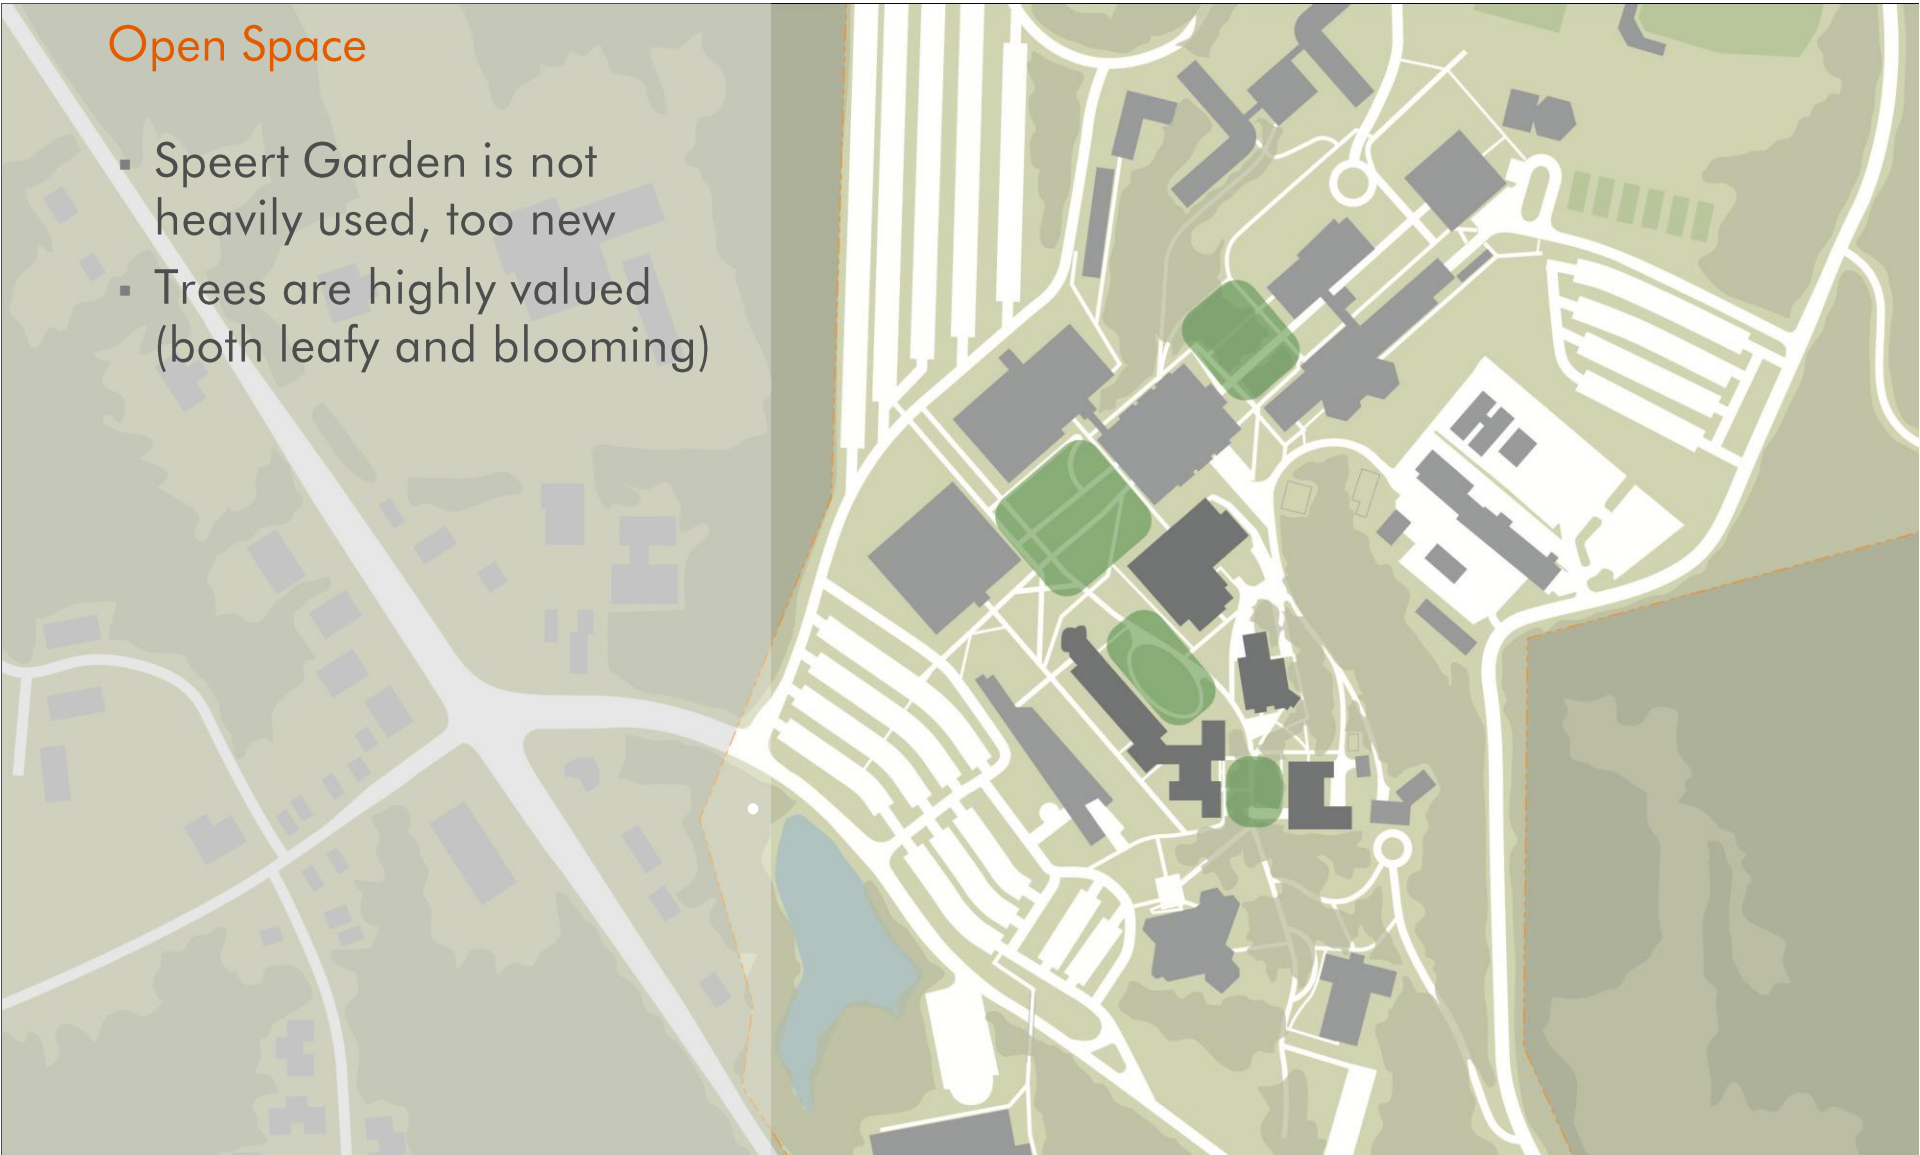 Open Space
▪ Speert Garden is not
heavily used, too new
▪ Trees are highly valued
(both leafy and blooming)